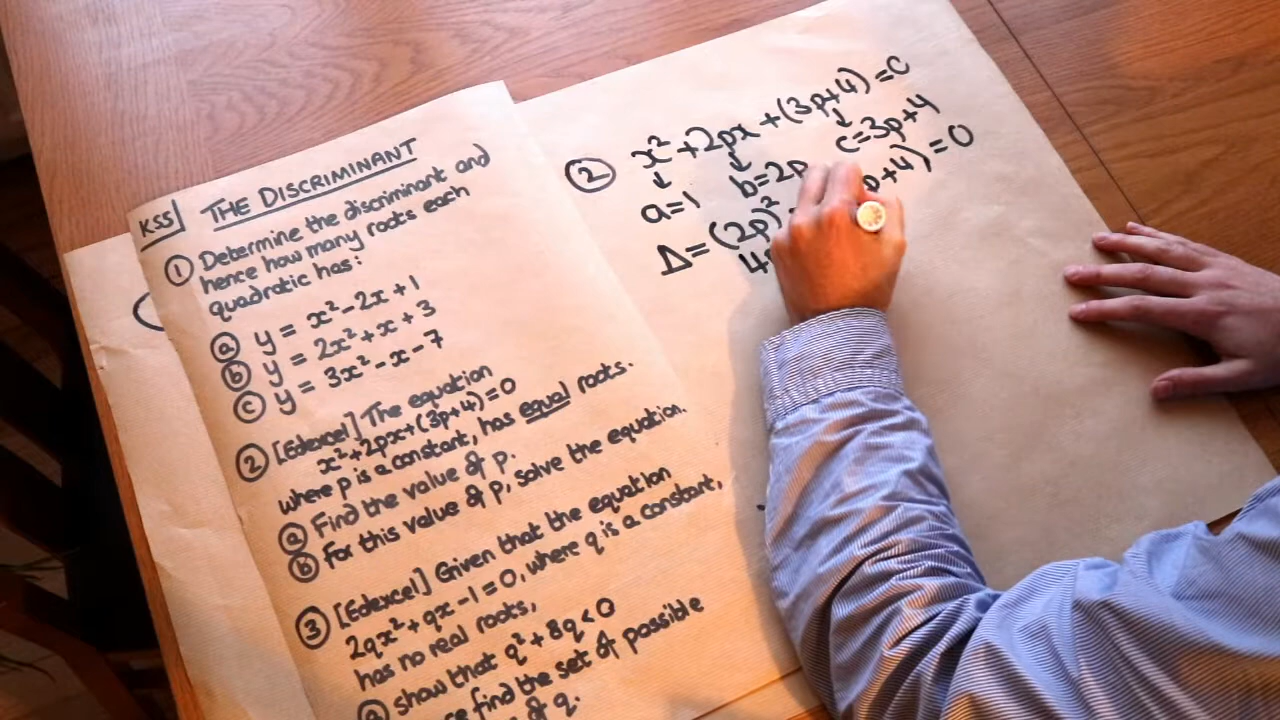 KS5
THE DISCRIMINANT
① Determine the discriminant and
hence how many roots each
quadratic has:
ⓐ y = x² - 2x + 1
ⓑ y = 2x² + x + 3
ⓒ y = 3x² - x - 7
② [Edexcel] The equation
x² + 2px + (3p+4) = 0
where p is a constant, has equal roots.
ⓐ Find the value of p.
ⓑ For this value of p, solve the equation.
③ [Edexcel] Given that the equation
2qx² + qx - 1 = 0, where q is a constant,
has no real roots,
ⓐ show that q² + 8q < 0
find the set of possible
of q.
② x² + 2px + (3p+4) = 0
↓ ↓ ↓
a=1 b=2p c=3p+4
Δ = (2p)² p+4) = 0
4